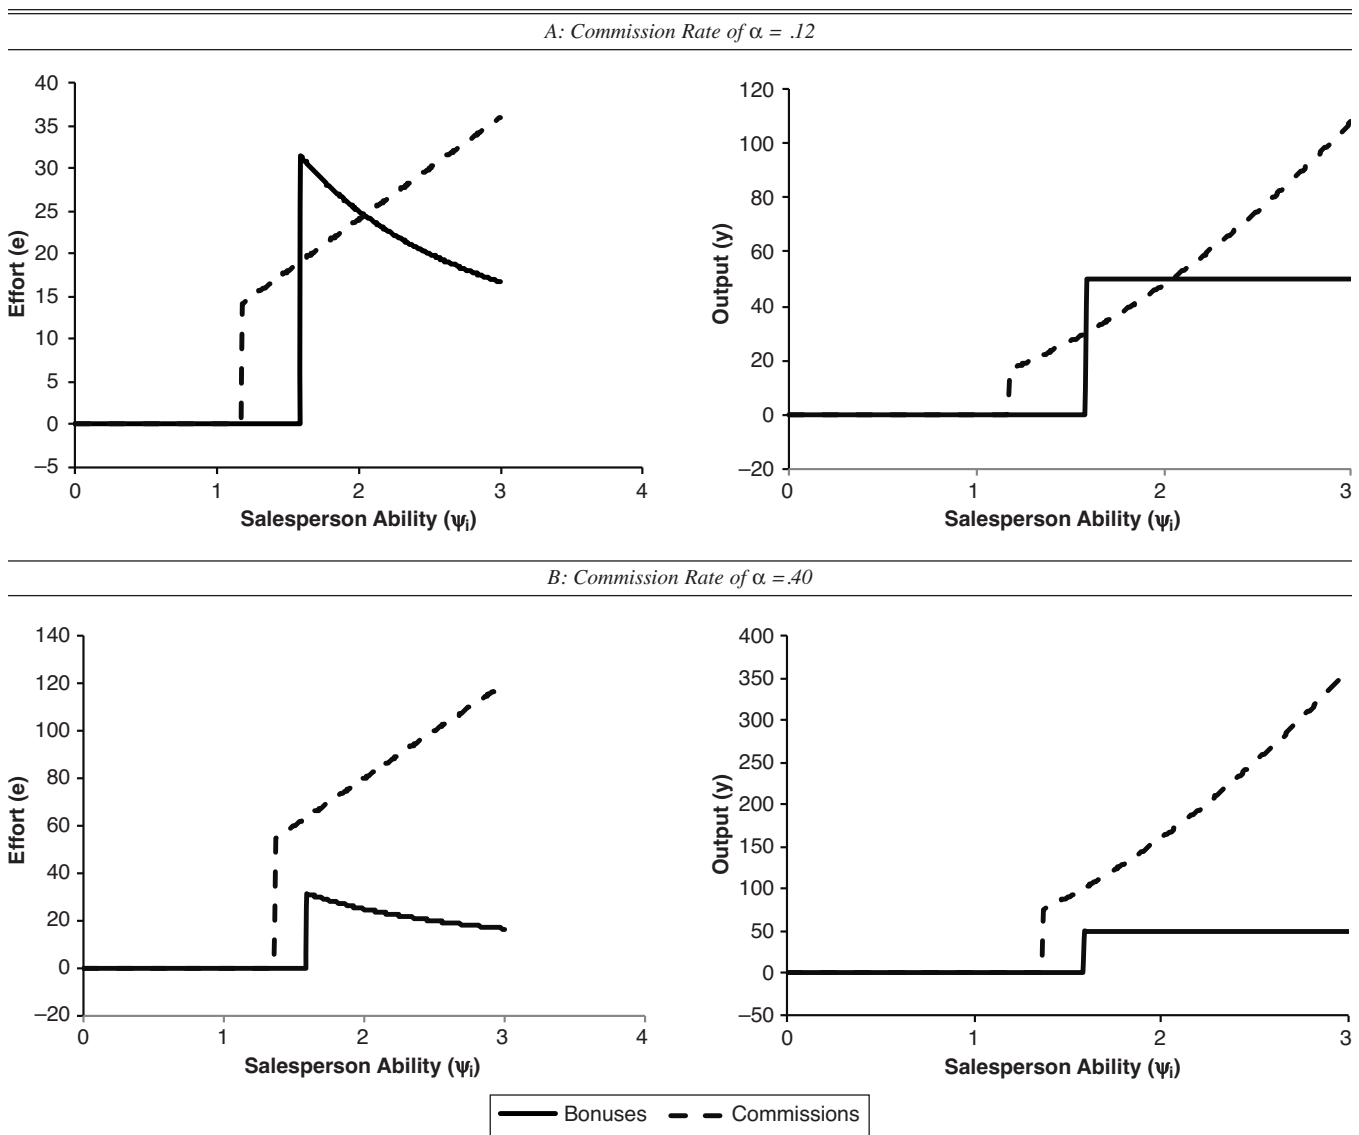 A: Commission Rate of α = .12
40
35
30
25
20
15
10
5
0
–5
Effort (e)
0 1 2 3 4
Salesperson Ability (ψi)
120
100
80
60
40
20
0
–20
Output (y)
0 1 2 3
Salesperson Ability (ψi)
B: Commission Rate of α = .40
140
120
100
80
60
40
20
0
–20
Effort (e)
0 1 2 3 4
Salesperson Ability (ψi)
400
350
300
250
200
150
100
50
0
–50
Output (y)
0 1 2 3
Salesperson Ability (ψi)
Bonuses Commissions